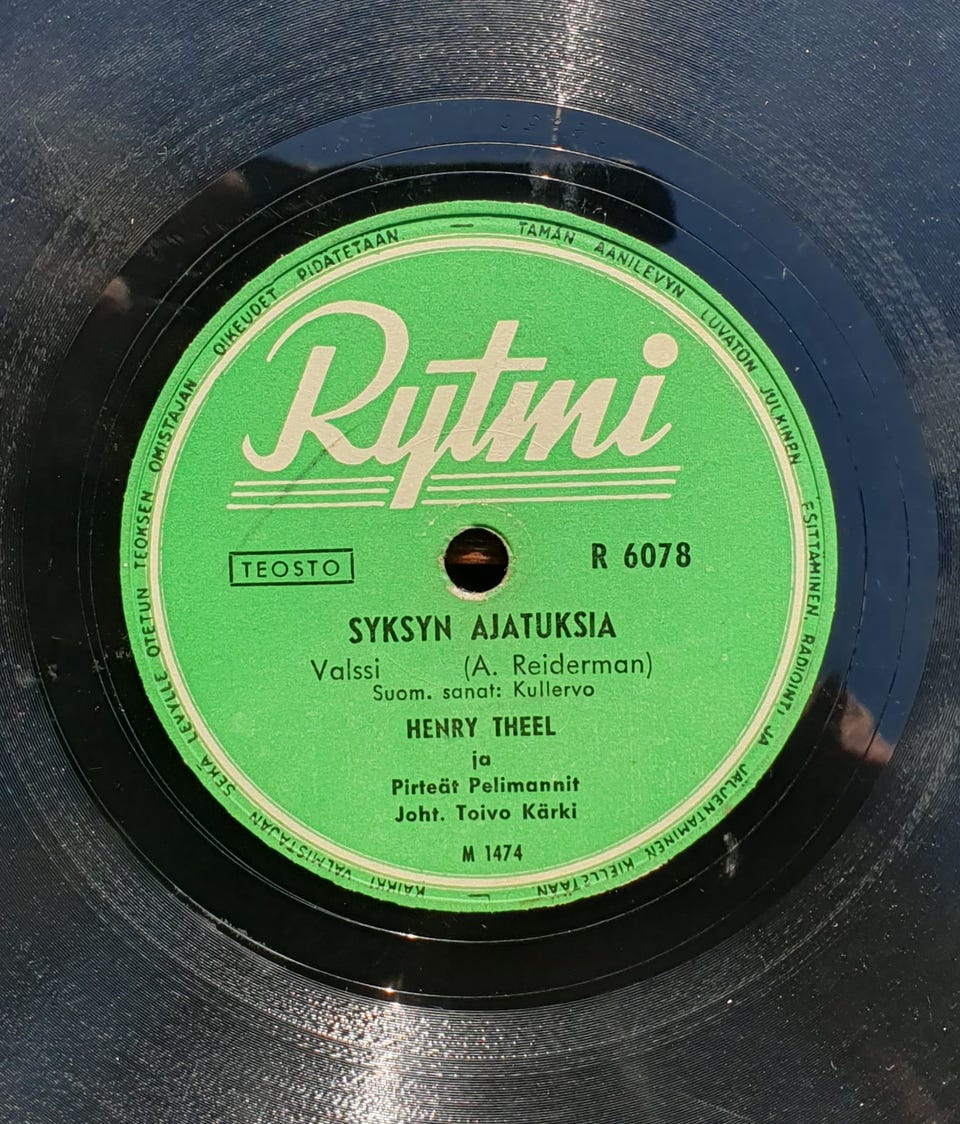 Rytmi
TEOSTO
R 6078
SYKSYN AJATUKSIA
Valssi (A. Reiderman)
Suom. sanat: Kullervo
HENRY THEEL
ja
Pirteät Pelimannit
Joht. Toivo Kärki
M 1474
KAIKKI VALMISTAJAN SEKÄ LEVYLLE OTETUN TEOKSEN OMISTAJAN OIKEUDET PIDÄTETÄÄN — TÄMÄN ÄÄNILEVYN LUVATON JULKINEN ESITTÄMINEN, RADIOINTI JA JÄLJENTÄMINEN KIELLETÄÄN —